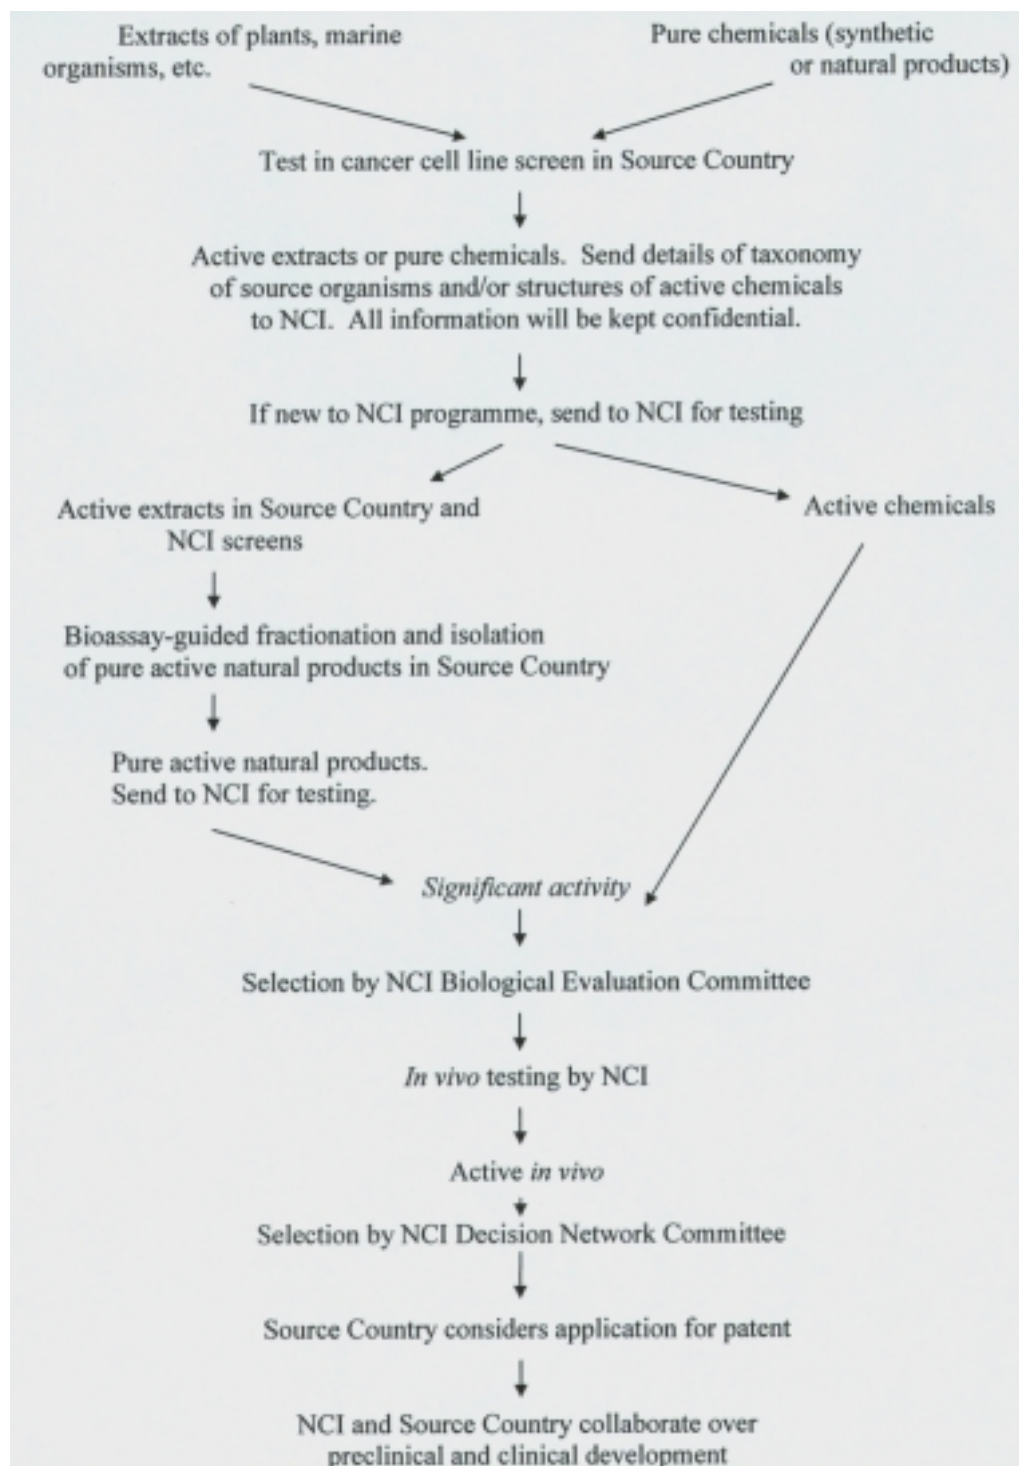 Extracts of plants, marine
organisms, etc.
Pure chemicals (synthetic
or natural products)
Test in cancer cell line screen in Source Country
Active extracts or pure chemicals. Send details of taxonomy
of source organisms and/or structures of active chemicals
to NCI. All information will be kept confidential.
If new to NCI programme, send to NCI for testing
Active extracts in Source Country and
NCI screens
Active chemicals
Bioassay-guided fractionation and isolation
of pure active natural products in Source Country
Pure active natural products.
Send to NCI for testing.
Significant activity
Selection by NCI Biological Evaluation Committee
In vivo testing by NCI
Active in vivo
Selection by NCI Decision Network Committee
Source Country considers application for patent
NCI and Source Country collaborate over
preclinical and clinical development